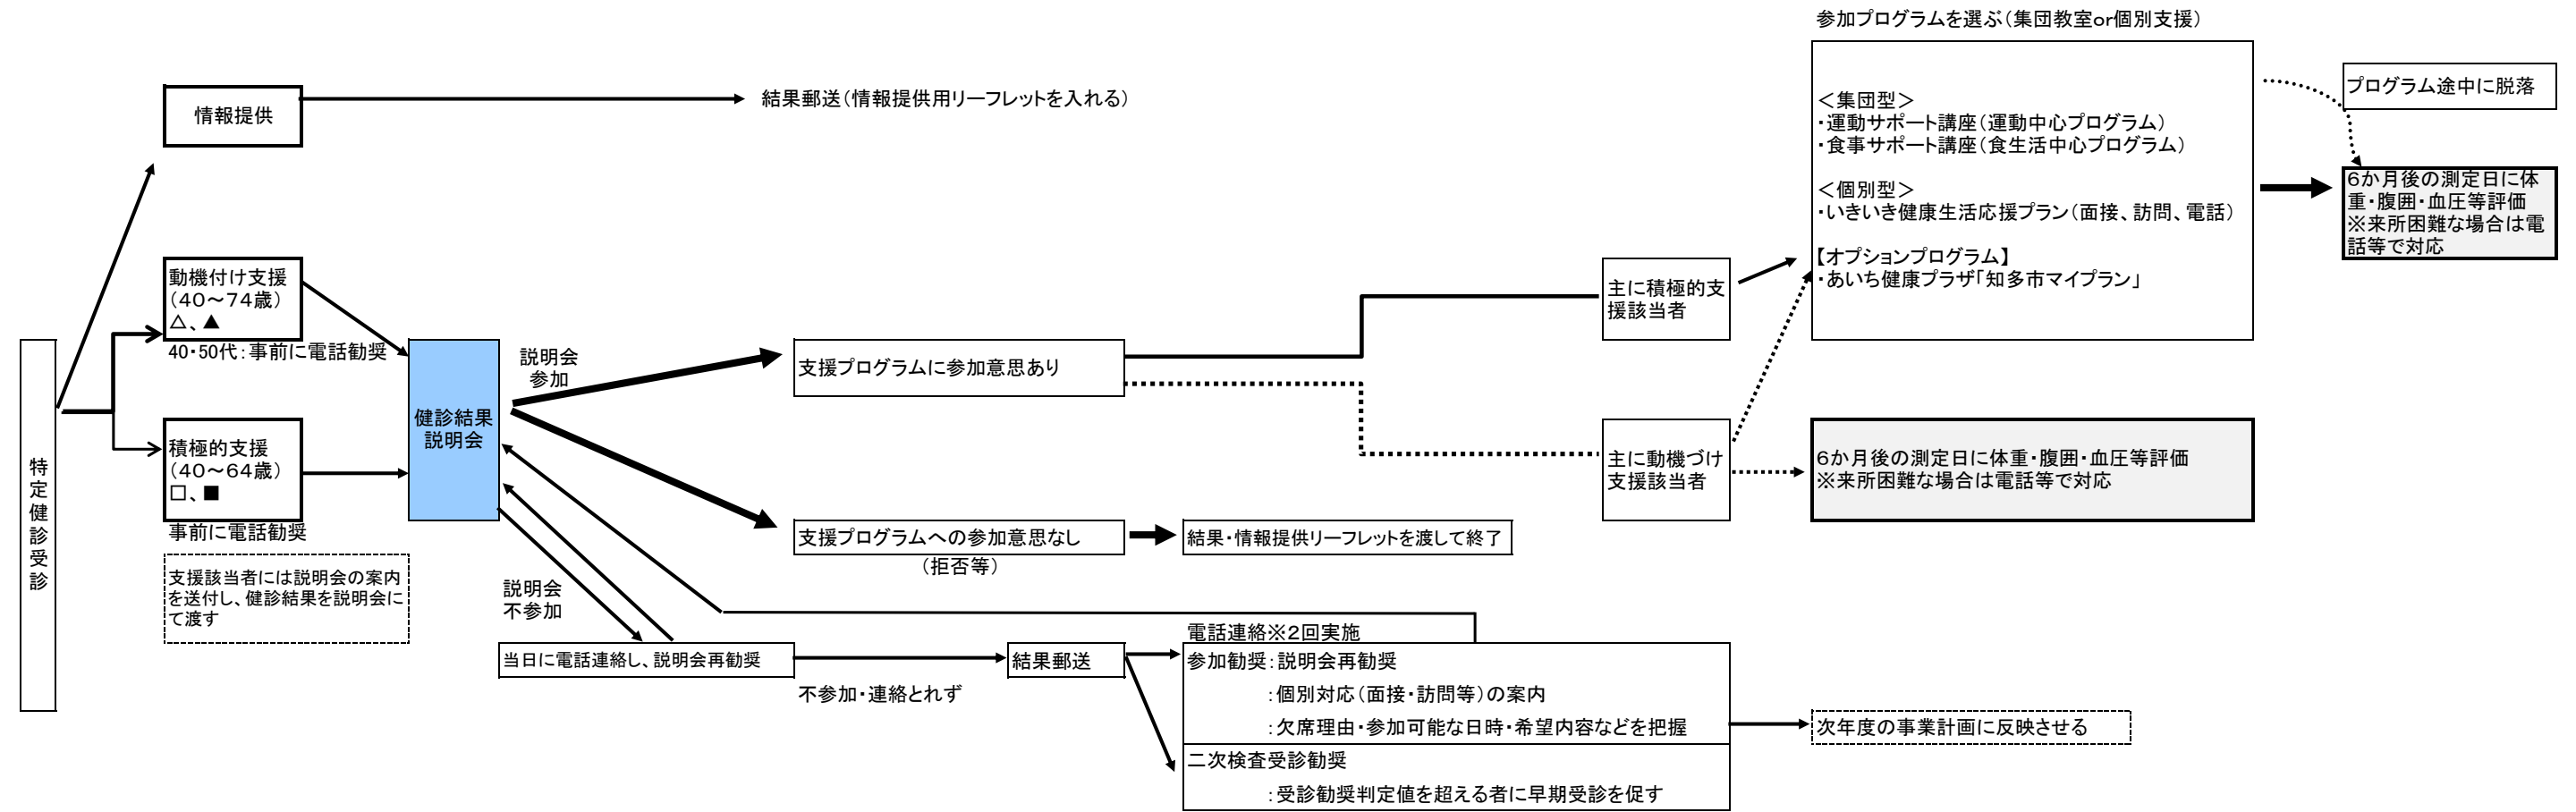 参加プログラムを選ぶ（集団教室or個別支援）
情報提供
結果郵送（情報提供用リーフレットを入れる）
＜集団型＞
・運動サポート講座（運動中心プログラム）
・食事サポート講座（食生活中心プログラム）
＜個別型＞
・いきいき健康生活応援プラン（面接、訪問、電話）
【オプションプログラム】
・あいち健康プラザ「知多市マイプラン」
プログラム途中に脱落
６か月後の測定日に体
重・腹囲・血圧等評価
※来所困難な場合は電
話等で対応
動機付け支援
（４０～７４歳）
△、▲
40・50代：事前に電話勧奨
特定健診受診
積極的支援
（４０～６４歳）
□、■
事前に電話勧奨
支援該当者には説明会の案内
を送付し、健診結果を説明会に
て渡す
健診結果
説明会
説明会
参加
支援プログラムに参加意思あり
主に積極的支
援該当者
主に動機づけ
支援該当者
６か月後の測定日に体重・腹囲・血圧等評価
※来所困難な場合は電話等で対応
支援プログラムへの参加意思なし
（拒否等）
結果・情報提供リーフレットを渡して終了
説明会
不参加
当日に電話連絡し、説明会再勧奨
不参加・連絡とれず
結果郵送
電話連絡※２回実施
参加勧奨：説明会再勧奨
：個別対応（面接・訪問等）の案内
：欠席理由・参加可能な日時・希望内容などを把握
二次検査受診勧奨
：受診勧奨判定値を超える者に早期受診を促す
次年度の事業計画に反映させる